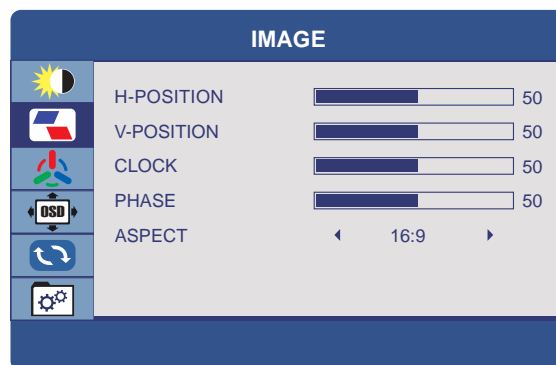 IMAGE
H-POSITION 50
V-POSITION 50
CLOCK 50
PHASE 50
ASPECT 16:9
OSD